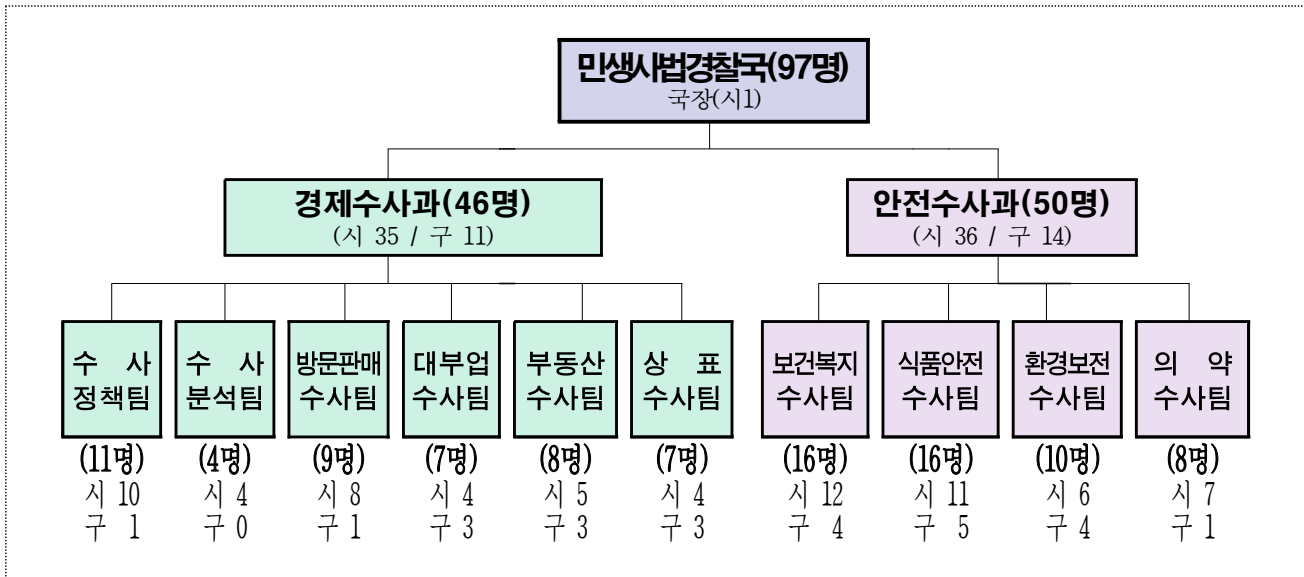 민생사법경찰국(97명)
국장(시1)
경제수사과(46명)
(시 35 / 구 11)
안전수사과(50명)
(시 36 / 구 14)
수 사
정책팀
(11명)
시 10
구 1
수 사
분석팀
(4명)
시 4
구 0
방문판매
수사팀
(9명)
시 8
구 1
대부업
수사팀
(7명)
시 4
구 3
부동산
수사팀
(8명)
시 5
구 3
상 표
수사팀
(7명)
시 4
구 3
보건복지
수사팀
(16명)
시 12
구 4
식품안전
수사팀
(16명)
시 11
구 5
환경보전
수사팀
(10명)
시 6
구 4
의 약
수사팀
(8명)
시 7
구 1